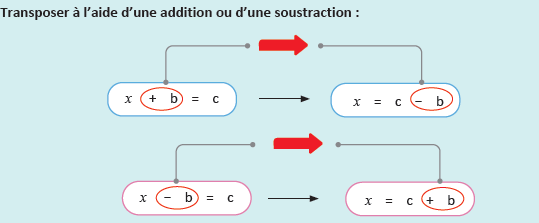 Transposer à l'aide d'une addition ou d'une soustraction :
x + b = c x = c – b
x – b = c x = c + b